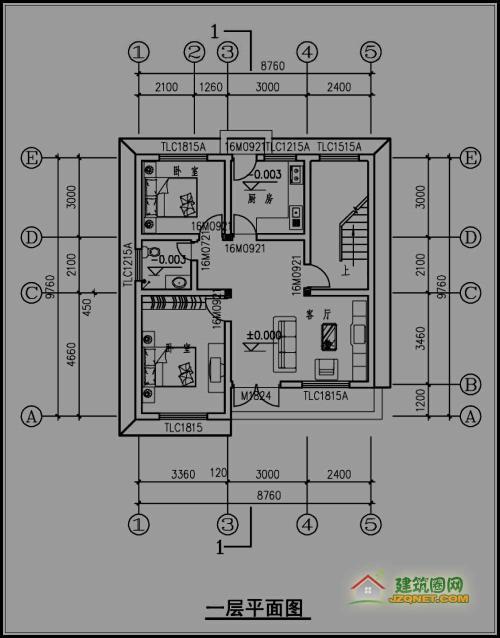 1
1 2 3 4 5
8760
2100 1260 3000 2400
TLC1815A 16M0921 TLC1215A TLC1515A
E E
卧 室 -0.003
厨 房
3000 3000
16M0921
D D
16M0721 16M0921
2100 -0.003 上 2100
TLC1215A 16M0921
9760 9760
C C
450 16M0921
客 厅
±0.000
卧 室
4660 3460
B
M1824 TLC1815A
1200
A A
TLC1815
3360 120 3000 2400
8760
1 3 4 5
1
一层平面图
建筑圈网
JZQNET.COM